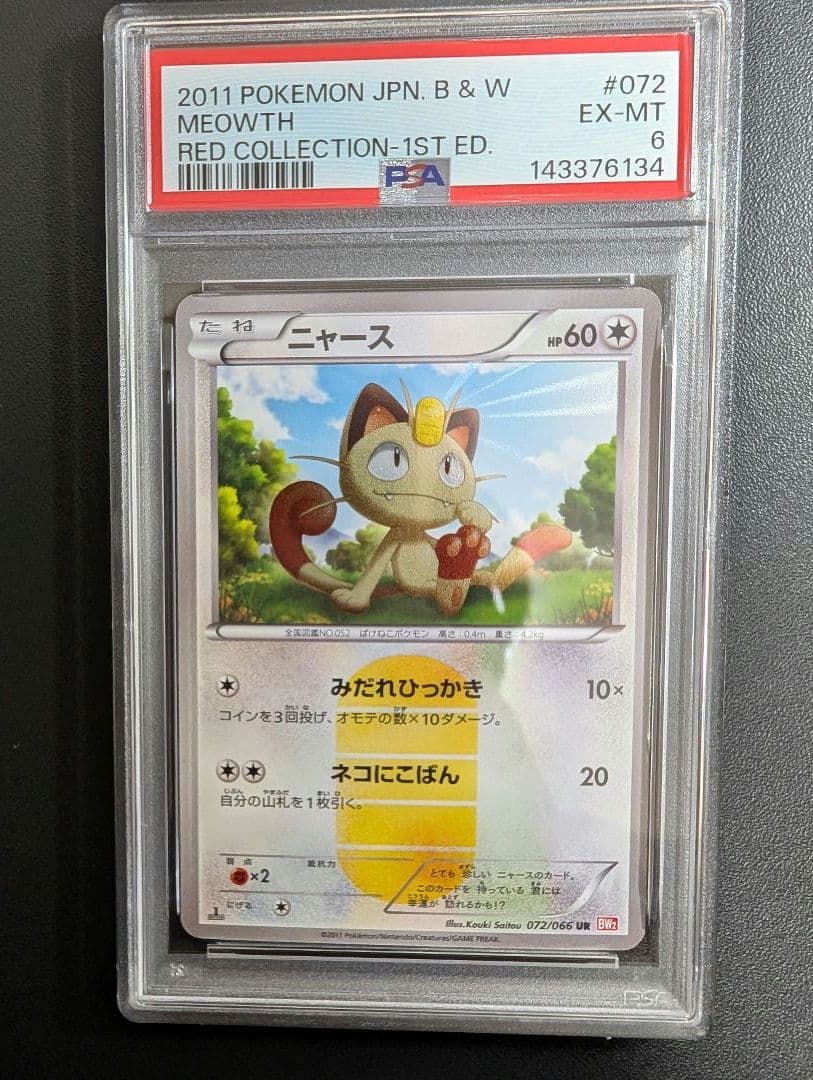 2011 POKEMON JPN. B & W #072
MEOWTH EX-MT
RED COLLECTION-1ST ED. 6
PSA 143376134
たね ニャース HP60
全国図鑑NO.052 ばけねこポケモン 高さ:0.4m 重さ:4.2kg
みだれひっかき 10×
コインを3回投げ、オモテの数×10ダメージ。
ネコにこばん 20
自分の山札を1枚引く。
弱点 抵抗力
×2
とても 珍しい ニャースのカード。
このカードを 持っている 君には
幸運が 訪れるかも!?
にげる
Illus.Kouki Saitou 072/066 UR BW2
©2011 Pokémon/Nintendo/Creatures/GAME FREAK.
PSA